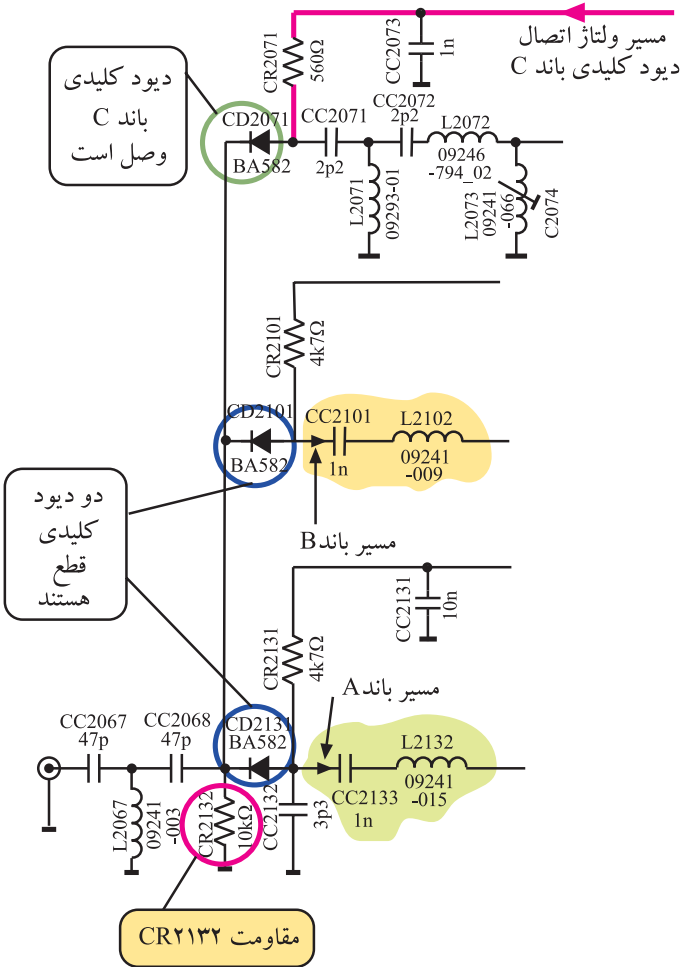 مسیر ولتاژ اتصال
دیود کلیدی باند C
CR2071
560Ω
CC2073
1n
دیود کلیدی
باند C
وصل است
CD2071
BA582
CC2071
2p2
CC2072
2p2
L2072
09246
-794_02
L2071
09293-01
L2073
09241
-066
C2074
CR2101
4k7Ω
CD2101
BA582
CC2101
1n
L2102
09241
-009
مسیر باند B
دو دیود
کلیدی
قطع
هستند
CC2131
10n
CR2131
4k7Ω
مسیر باند A
CC2067
47p
CC2068
47p
CD2131
BA582
L2132
09241
-015
CC2133
1n
L2067
09241
-003
CR2132
10kΩ
CC2132
3p3
مقاومت CR۲۱۳۲